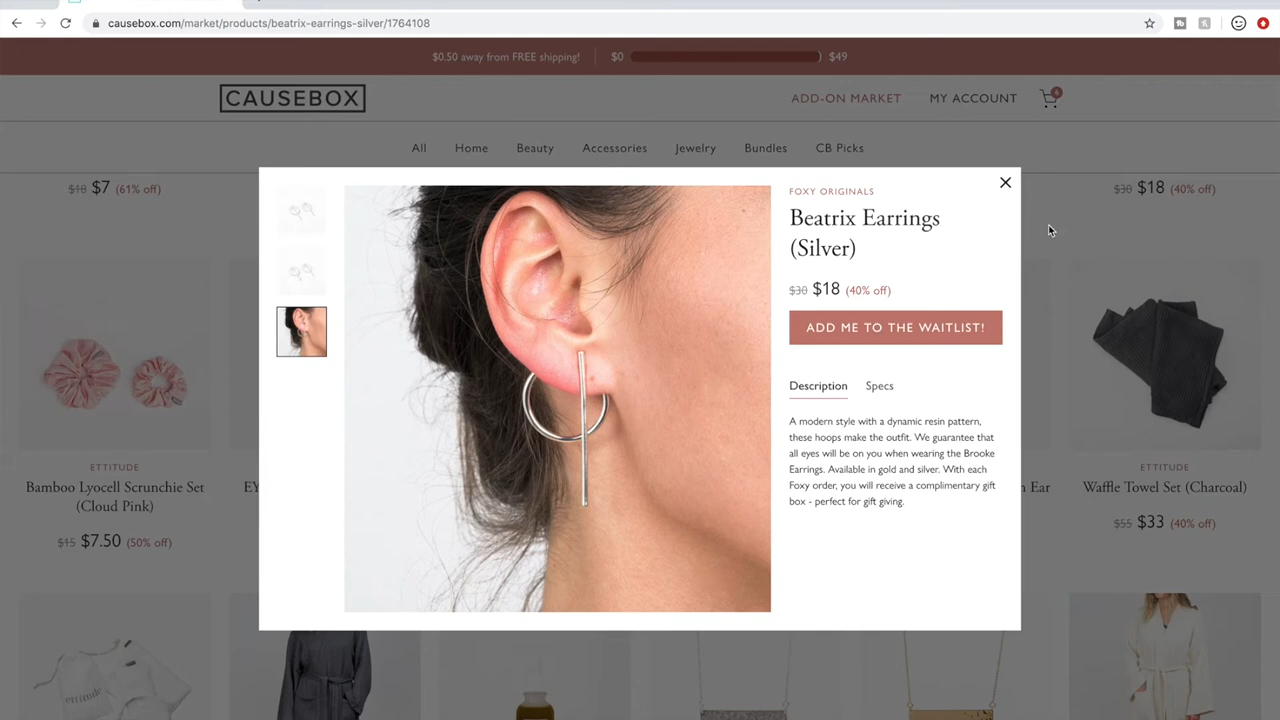 causebox.com/market/products/beatrix-earrings-silver/1764108
$0.50 away from FREE shipping!
$0
$49
CAUSEBOX
ADD-ON MARKET
MY ACCOUNT
All
Home
Beauty
Accessories
Jewelry
Bundles
CB Picks
$18 $7 (61% off)
$30 $18 (40% off)
FOXY ORIGINALS
Beatrix Earrings
(Silver)
$30 $18 (40% off)
ADD ME TO THE WAITLIST!
Description
Specs
A modern style with a dynamic resin pattern,
these hoops make the outfit. We guarantee that
all eyes will be on you when wearing the Brooke
Earrings. Available in gold and silver. With each
Foxy order, you will receive a complimentary gift
box - perfect for gift giving.
ETTITUDE
Bamboo Lyocell Scrunchie Set
(Cloud Pink)
$15 $7.50 (50% off)
EY
Ear
ETTITUDE
Waffle Towel Set (Charcoal)
$55 $33 (40% off)
ettitude